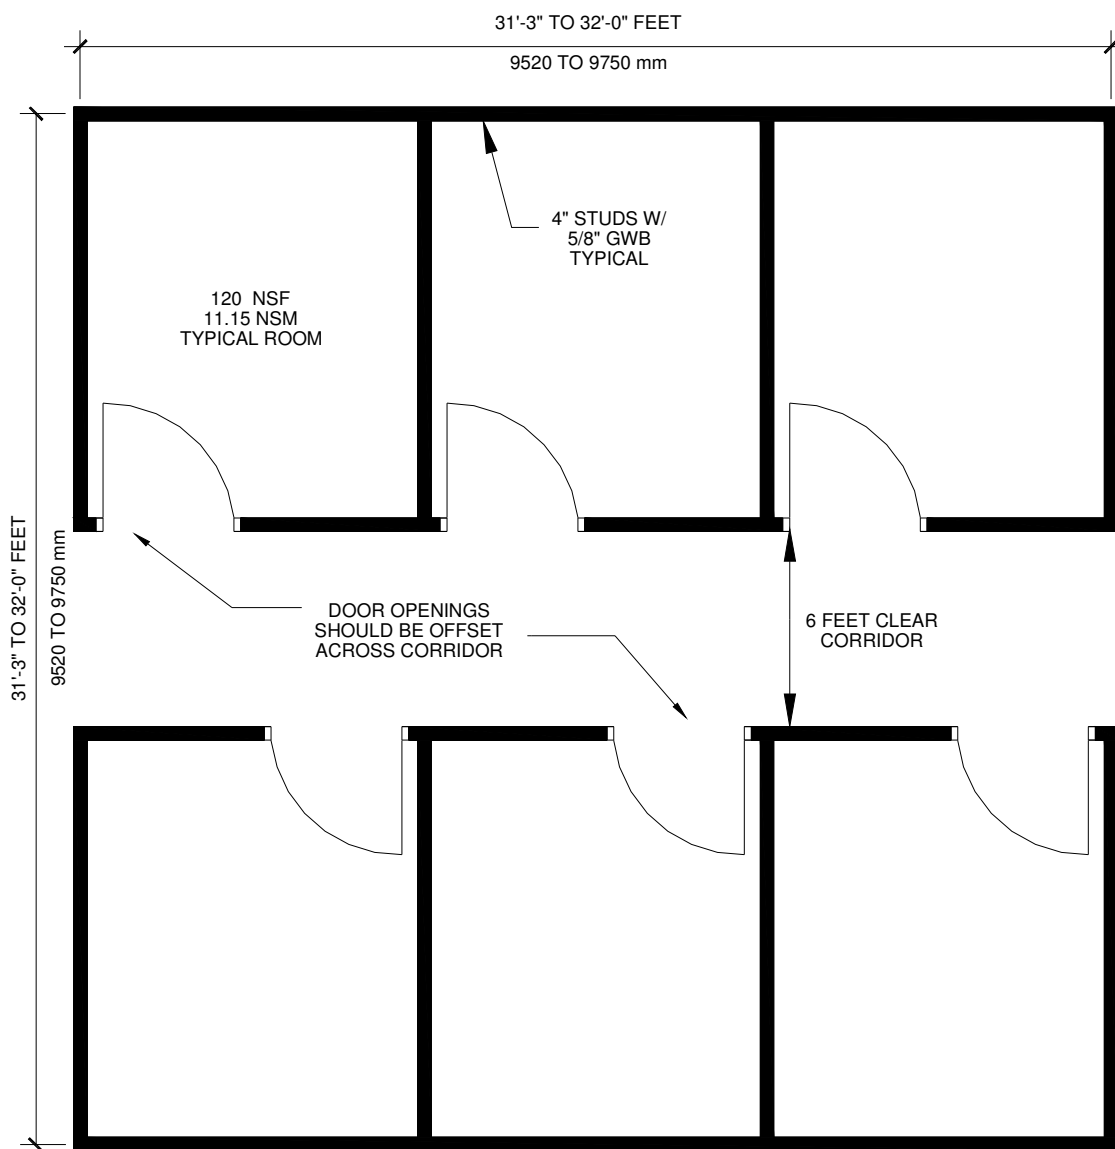 31'-3" TO 32'-0" FEET
9520 TO 9750 mm
4" STUDS W/
5/8" GWB
TYPICAL
120 NSF
11.15 NSM
TYPICAL ROOM
31'-3" TO 32'-0" FEET
9520 TO 9750 mm
DOOR OPENINGS
SHOULD BE OFFSET
ACROSS CORRIDOR
6 FEET CLEAR
CORRIDOR